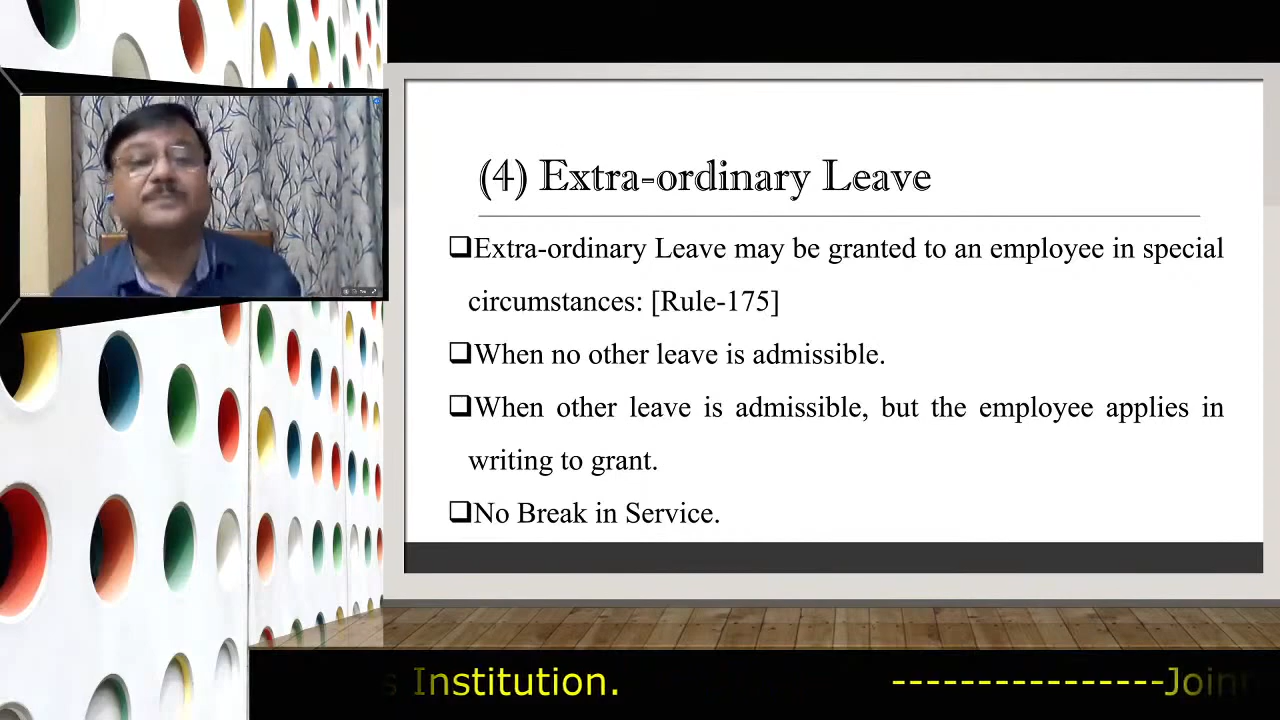 (4) Extra-ordinary Leave
❑Extra-ordinary Leave may be granted to an employee in special
circumstances: [Rule-175]
❑When no other leave is admissible.
❑When other leave is admissible, but the employee applies in
writing to grant.
❑No Break in Service.
Institution. ----------------